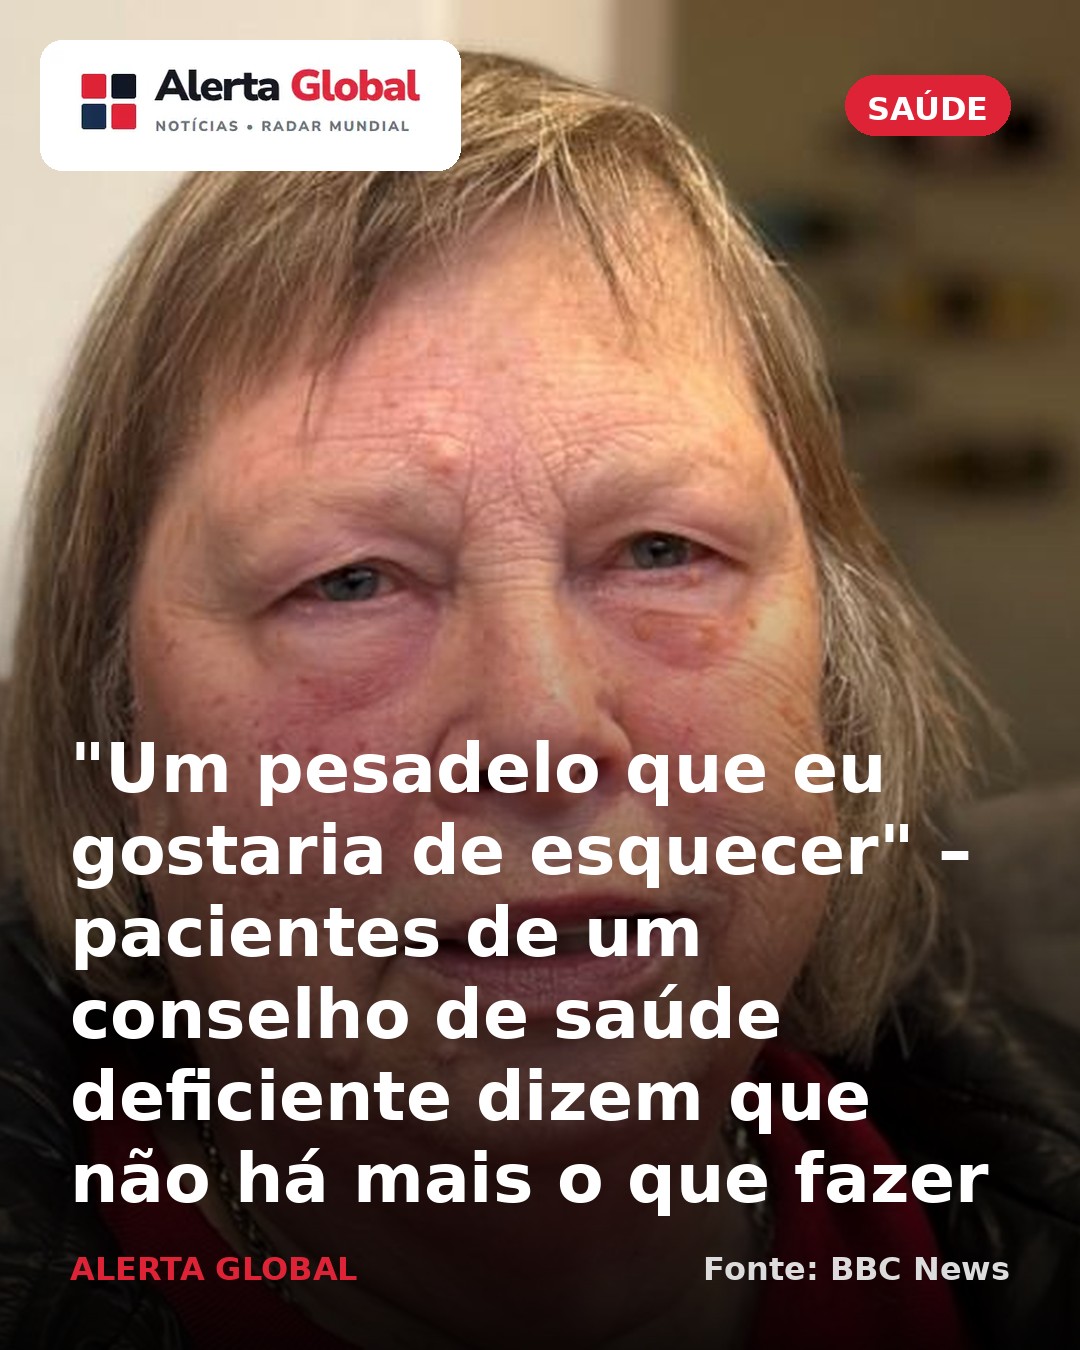 Alerta Global
NOTÍCIAS • RADAR MUNDIAL
SAÚDE
"Um pesadelo que eu
gostaria de esquecer" –
pacientes de um
conselho de saúde
deficiente dizem que
não há mais o que fazer
ALERTA GLOBAL
Fonte: BBC News